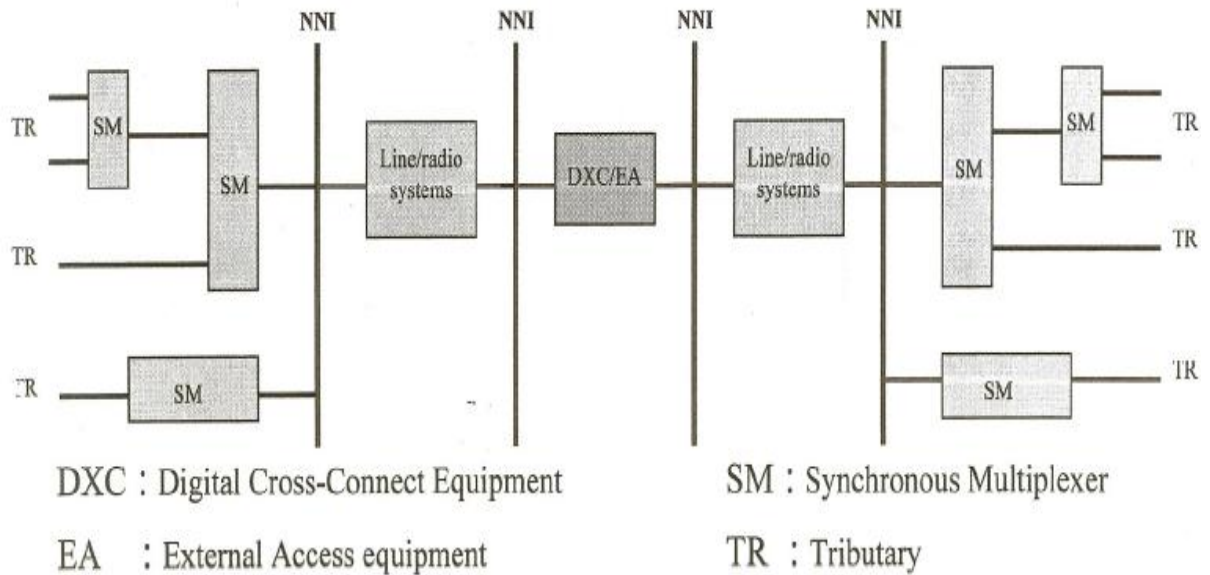 NNI NNI NNI NNI
TR SM SM Line/radio systems DXC/EA Line/radio systems SM SM TR
TR TR
TR SM SM TR
DXC : Digital Cross-Connect Equipment
SM : Synchronous Multiplexer
EA : External Access equipment
TR : Tributary